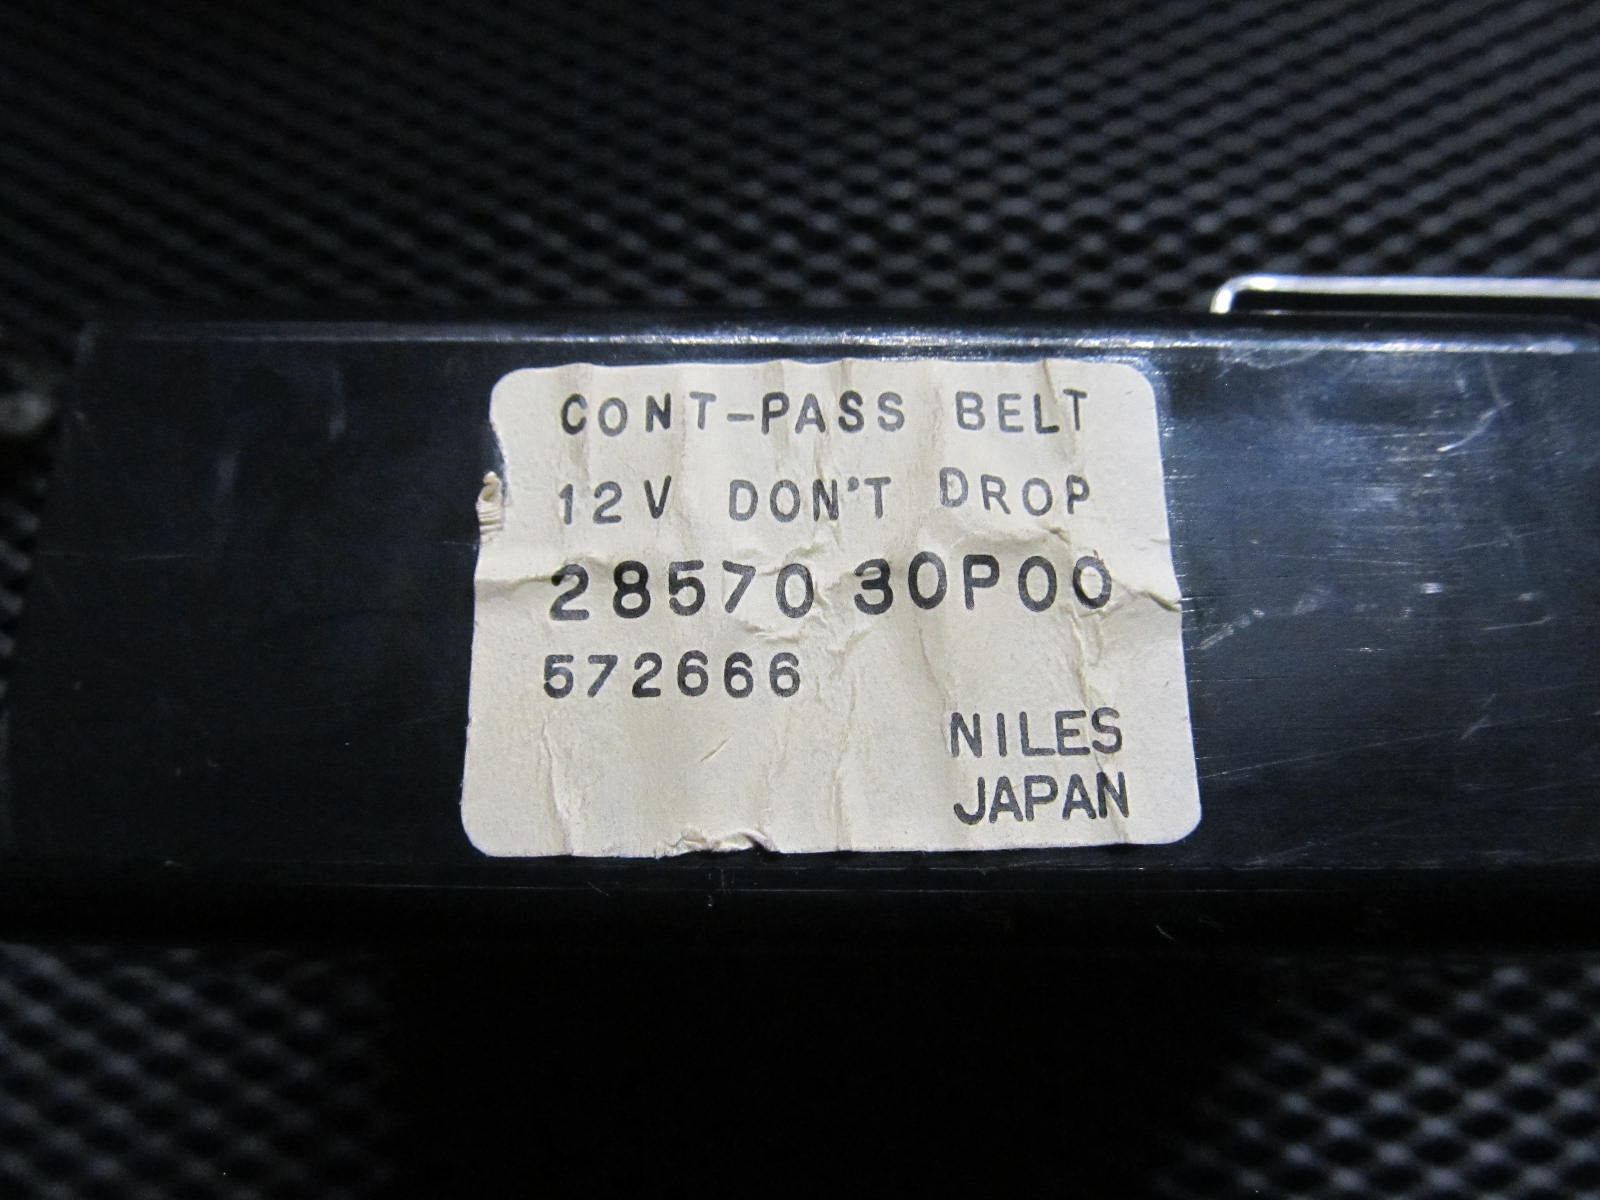 CONT-PASS BELT
12V DON'T DROP
28570 30P00
572666
NILES
JAPAN